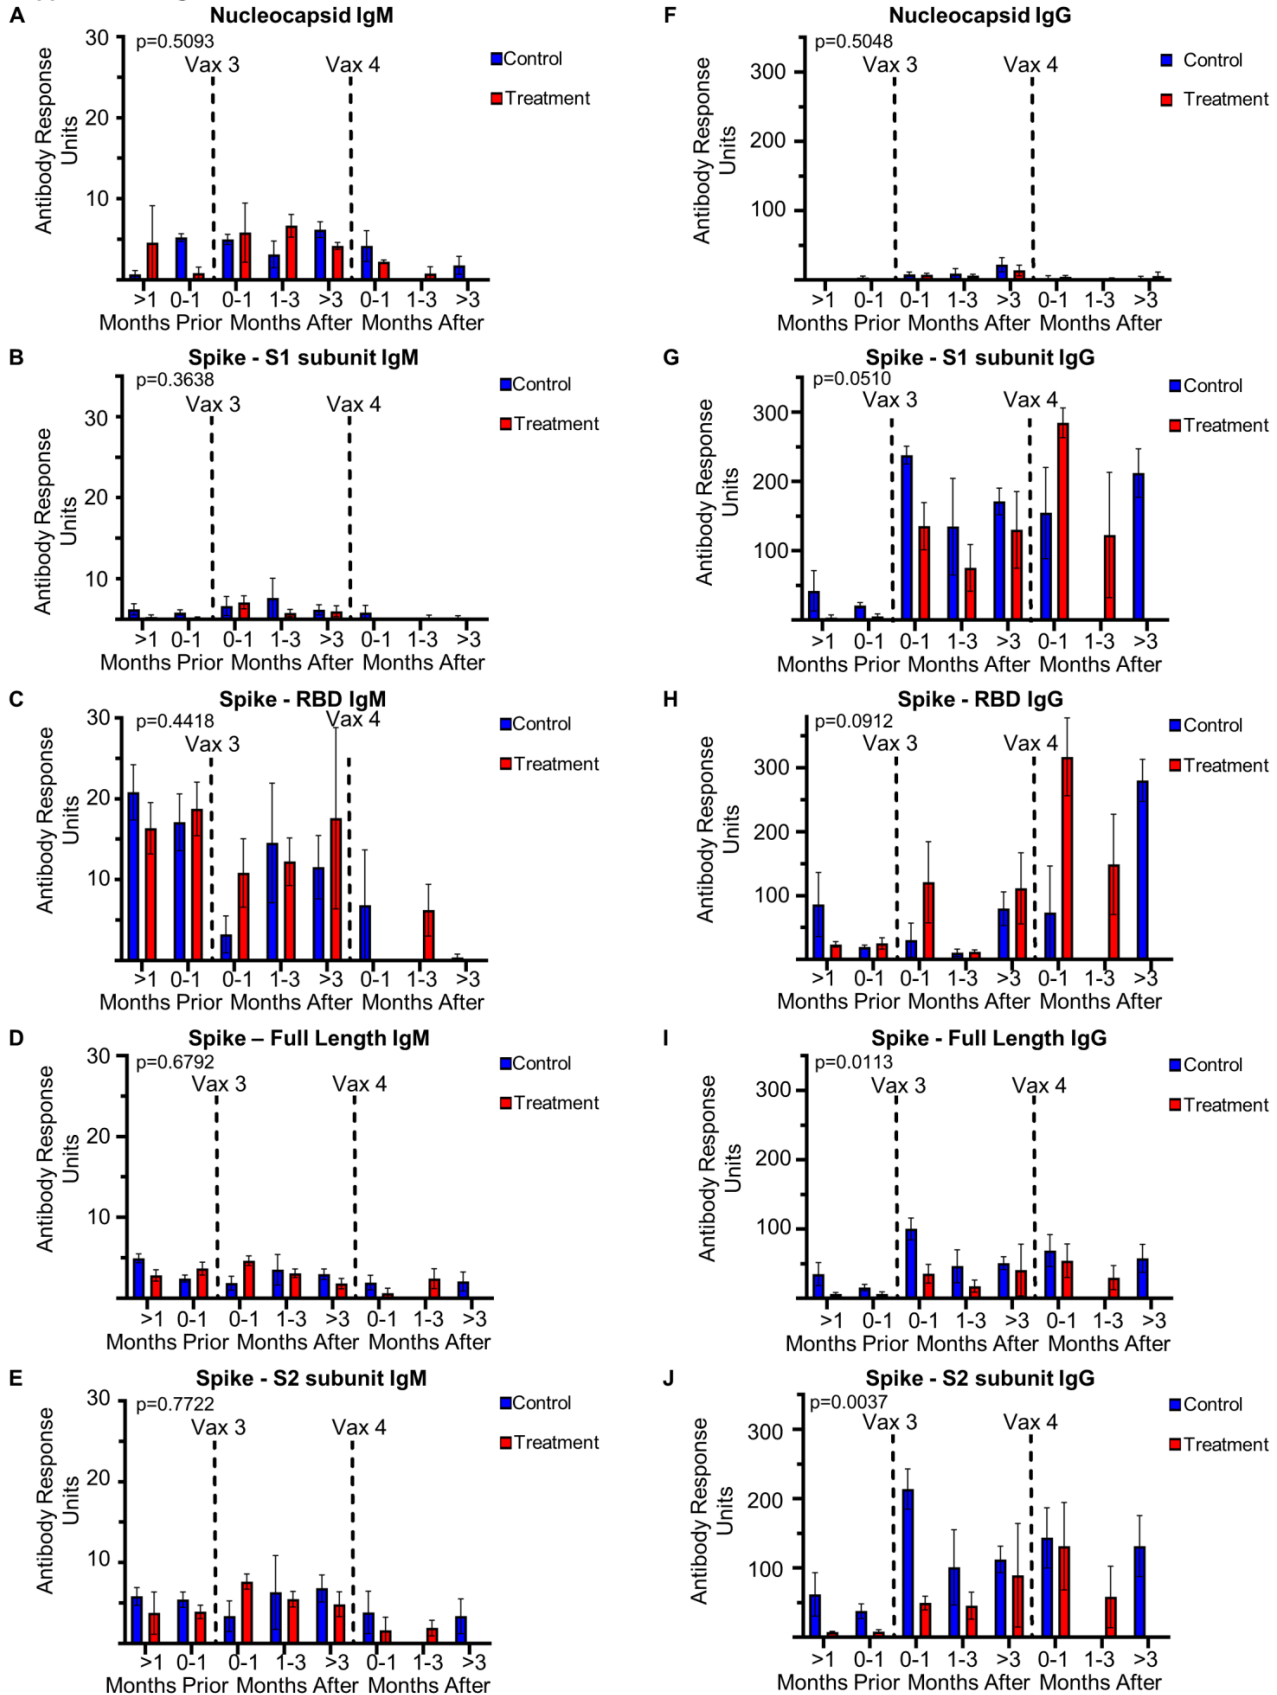 A
Nucleocapsid IgM
p=0.5093
Vax 3
Vax 4
Control
Treatment
Antibody Response
Units
30
20
10
>1 0-1 0-1 1-3 >3 0-1 1-3 >3
Months Prior Months After Months After
F
Nucleocapsid IgG
p=0.5048
Vax 3
Vax 4
Control
Treatment
Antibody Response
Units
300
200
100
>1 0-1 0-1 1-3 >3 0-1 1-3 >3
Months Prior Months After Months After
B
Spike - S1 subunit IgM
p=0.3638
Vax 3
Vax 4
Control
Treatment
Antibody Response
Units
30
20
10
>1 0-1 0-1 1-3 >3 0-1 1-3 >3
Months Prior Months After Months After
G
Spike - S1 subunit IgG
p=0.0510
Vax 3
Vax 4
Control
Treatment
Antibody Response
Units
300
200
100
>1 0-1 0-1 1-3 >3 0-1 1-3 >3
Months Prior Months After Months After
C
Spike - RBD IgM
p=0.4418
Vax 3
Vax 4
Control
Treatment
Antibody Response
Units
30
20
10
>1 0-1 0-1 1-3 >3 0-1 1-3 >3
Months Prior Months After Months After
H
Spike - RBD IgG
p=0.0912
Vax 3
Vax 4
Control
Treatment
Antibody Response
Units
300
200
100
>1 0-1 0-1 1-3 >3 0-1 1-3 >3
Months Prior Months After Months After
D
Spike – Full Length IgM
p=0.6792
Vax 3
Vax 4
Control
Treatment
Antibody Response
Units
30
20
10
>1 0-1 0-1 1-3 >3 0-1 1-3 >3
Months Prior Months After Months After
I
Spike - Full Length IgG
p=0.0113
Vax 3
Vax 4
Control
Treatment
Antibody Response
Units
300
200
100
>1 0-1 0-1 1-3 >3 0-1 1-3 >3
Months Prior Months After Months After
E
Spike - S2 subunit IgM
p=0.7722
Vax 3
Vax 4
Control
Treatment
Antibody Response
Units
30
20
10
>1 0-1 0-1 1-3 >3 0-1 1-3 >3
Months Prior Months After Months After
J
Spike - S2 subunit IgG
p=0.0037
Vax 3
Vax 4
Control
Treatment
Antibody Response
Units
300
200
100
>1 0-1 0-1 1-3 >3 0-1 1-3 >3
Months Prior Months After Months After